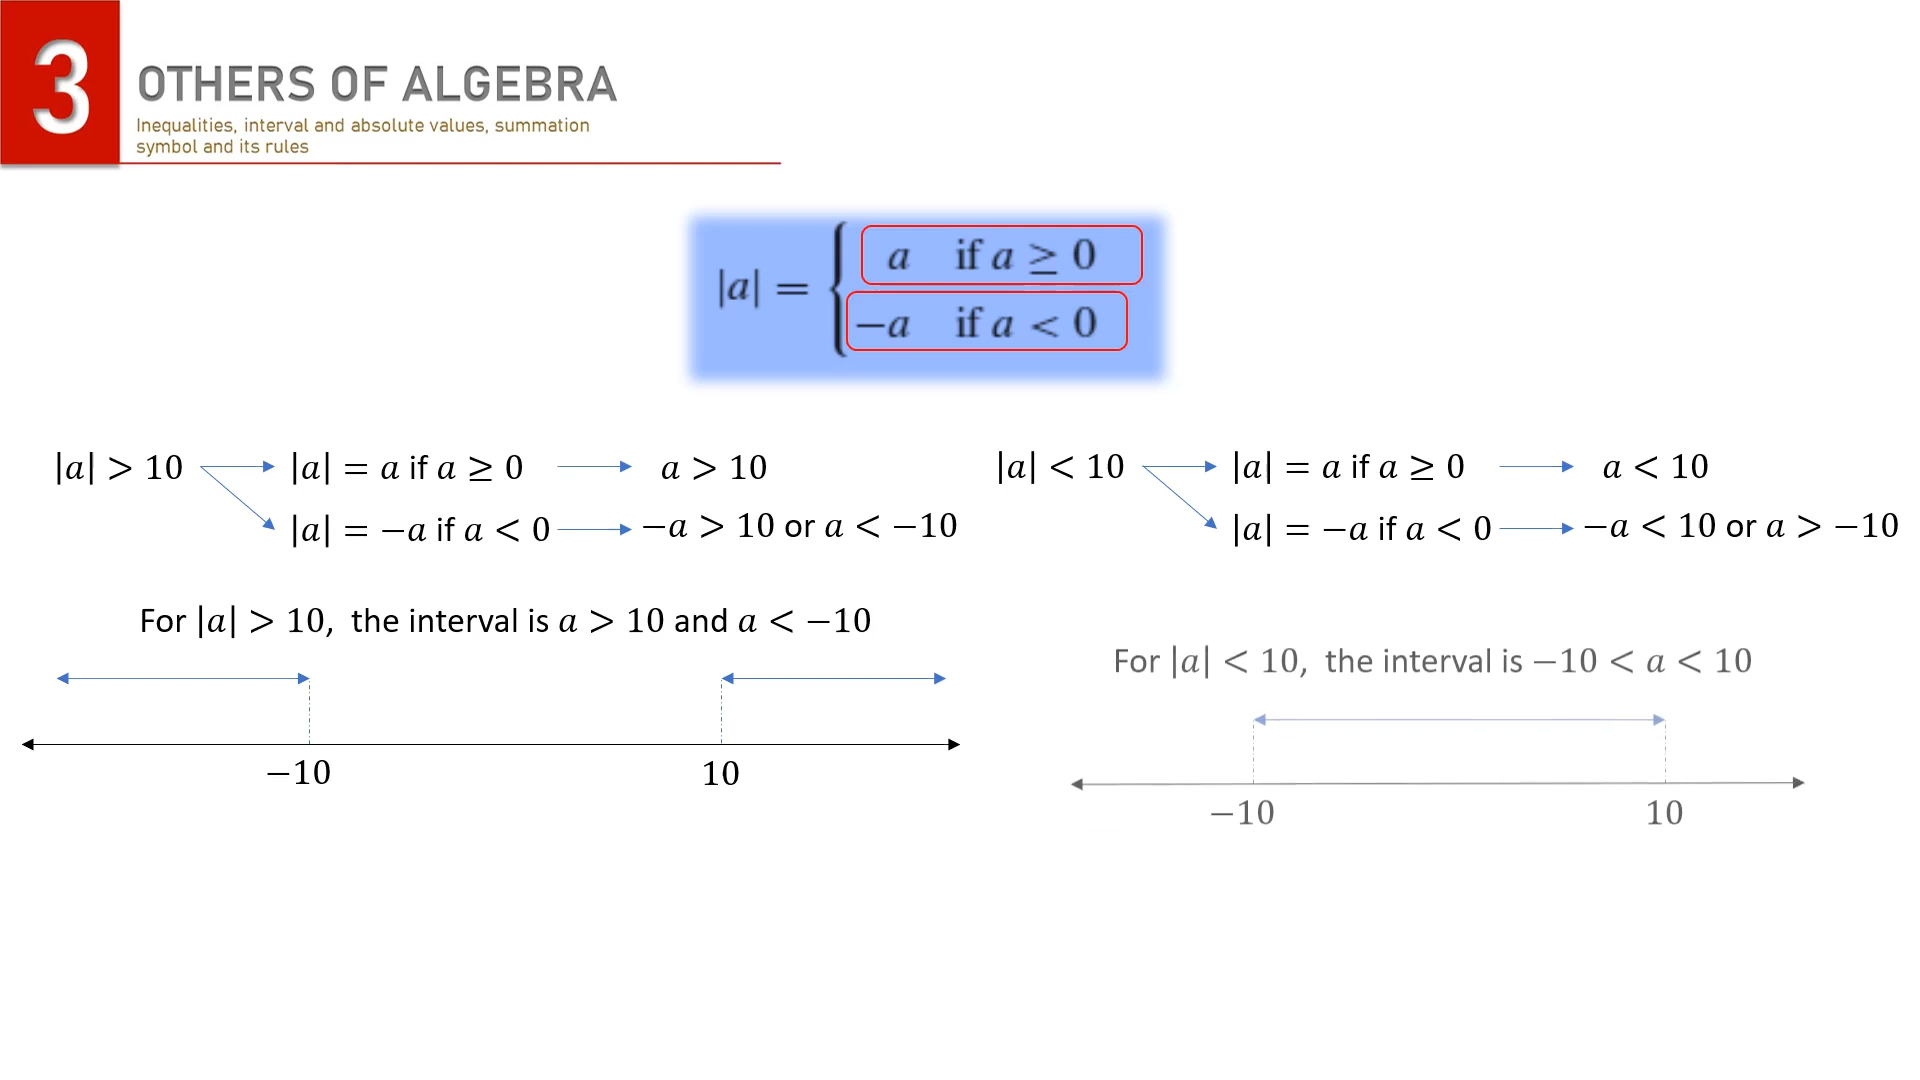 3
OTHERS OF ALGEBRA
Inequalities, interval and absolute values, summation
symbol and its rules
|a| = { a if a ≥ 0
−a if a < 0
|a| > 10
|a| = a if a ≥ 0
a > 10
|a| = −a if a < 0
−a > 10 or a < −10
For |a| > 10, the interval is a > 10 and a < −10
−10
10
|a| < 10
|a| = a if a ≥ 0
a < 10
|a| = −a if a < 0
−a < 10 or a > −10
For |a| < 10, the interval is −10 < a < 10
−10
10